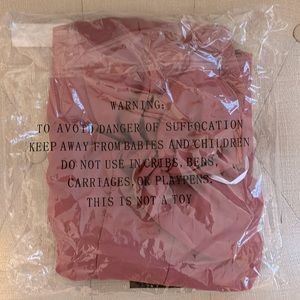 WARNING:
TO AVOID DANGER OF SUFFOCATION
KEEP AWAY FROM BABIES AND CHILDREN
DO NOT USE IN CRIBS, BEDS,
CARRIAGES, OR PLAYPENS.
THIS IS NOT A TOY